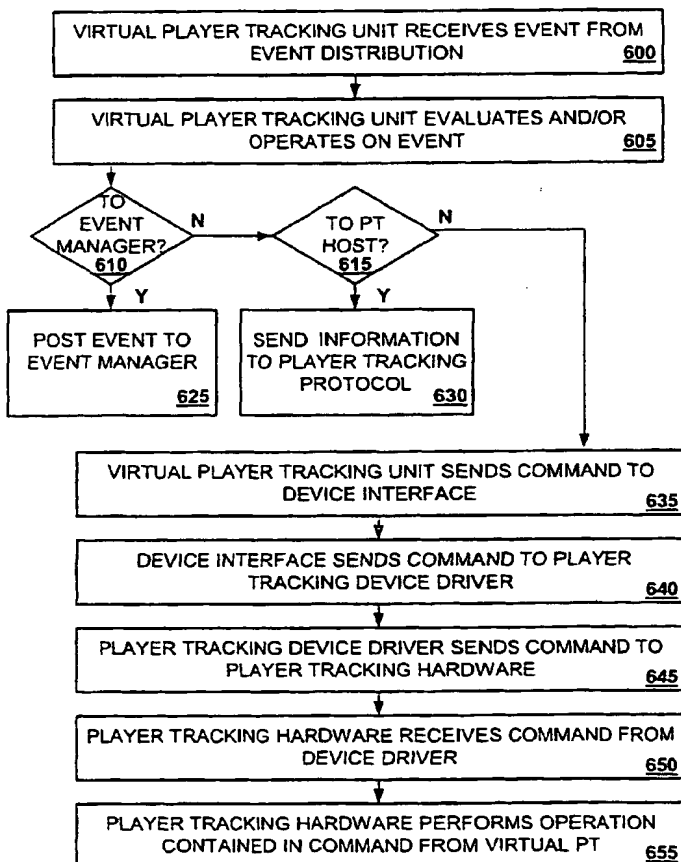 VIRTUAL PLAYER TRACKING UNIT RECEIVES EVENT FROM
EVENT DISTRIBUTION
600
VIRTUAL PLAYER TRACKING UNIT EVALUATES AND/OR
OPERATES ON EVENT
605
TO
EVENT
MANAGER?
610
N
Y
TO PT
HOST?
615
N
Y
POST EVENT TO
EVENT MANAGER
625
SEND INFORMATION
TO PLAYER TRACKING
PROTOCOL
630
VIRTUAL PLAYER TRACKING UNIT SENDS COMMAND TO
DEVICE INTERFACE
635
DEVICE INTERFACE SENDS COMMAND TO PLAYER
TRACKING DEVICE DRIVER
640
PLAYER TRACKING DEVICE DRIVER SENDS COMMAND TO
PLAYER TRACKING HARDWARE
645
PLAYER TRACKING HARDWARE RECEIVES COMMAND FROM
DEVICE DRIVER
650
PLAYER TRACKING HARDWARE PERFORMS OPERATION
CONTAINED IN COMMAND FROM VIRTUAL PT
655